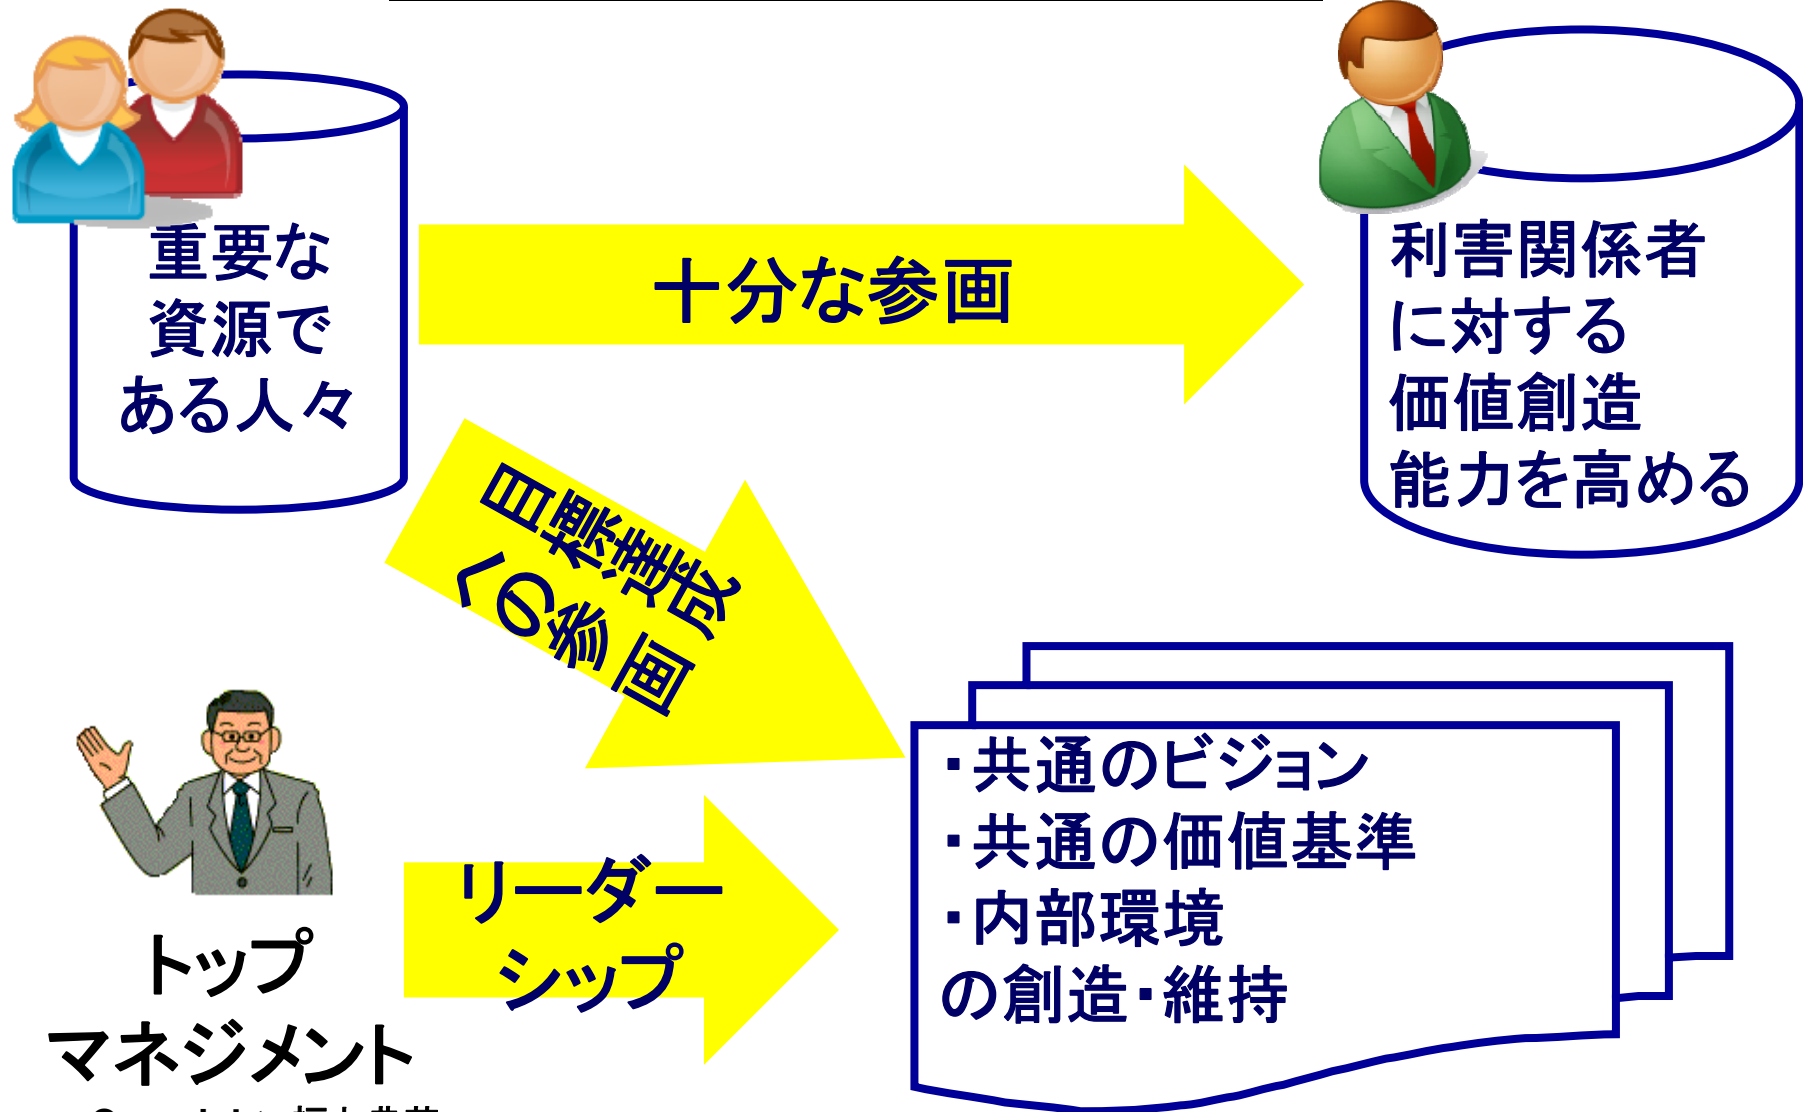 重要な
資源で
ある人々
十分な参画
利害関係者
に対する
価値創造
能力を高める
目標達成
への参画
・共通のビジョン
・共通の価値基準
・内部環境
の創造・維持
リーダー
シップ
トップ
マネジメント